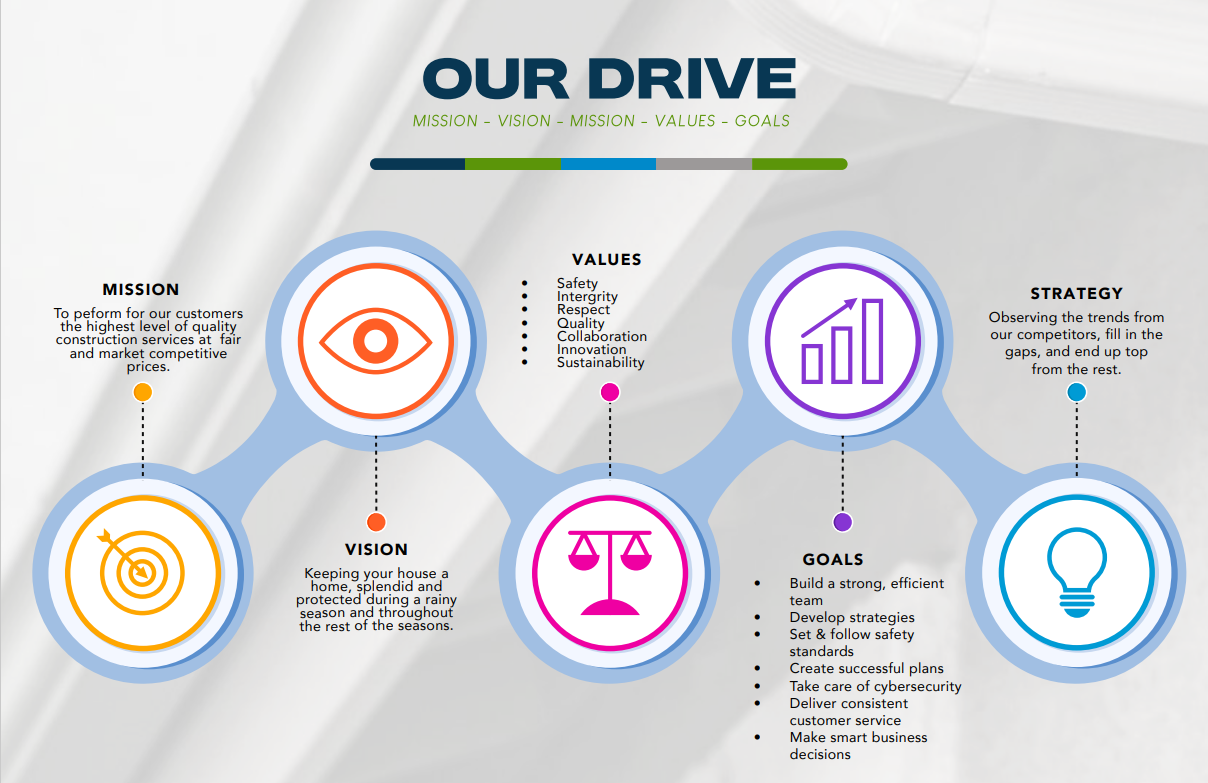 OUR DRIVE
MISSION – VISION – MISSION – VALUES – GOALS
MISSION
To peform for our customers
the highest level of quality
construction services at fair
and market competitive
prices.
VISION
Keeping your house a
home, splendid and
protected during a rainy
season and throughout
the rest of the seasons.
VALUES
• Safety
• Intergrity
• Respect
• Quality
• Collaboration
• Innovation
• Sustainability
GOALS
• Build a strong, efficient
team
• Develop strategies
• Set & follow safety
standards
• Create successful plans
• Take care of cybersecurity
• Deliver consistent
customer service
• Make smart business
decisions
STRATEGY
Observing the trends from
our competitors, fill in the
gaps, and end up top
from the rest.